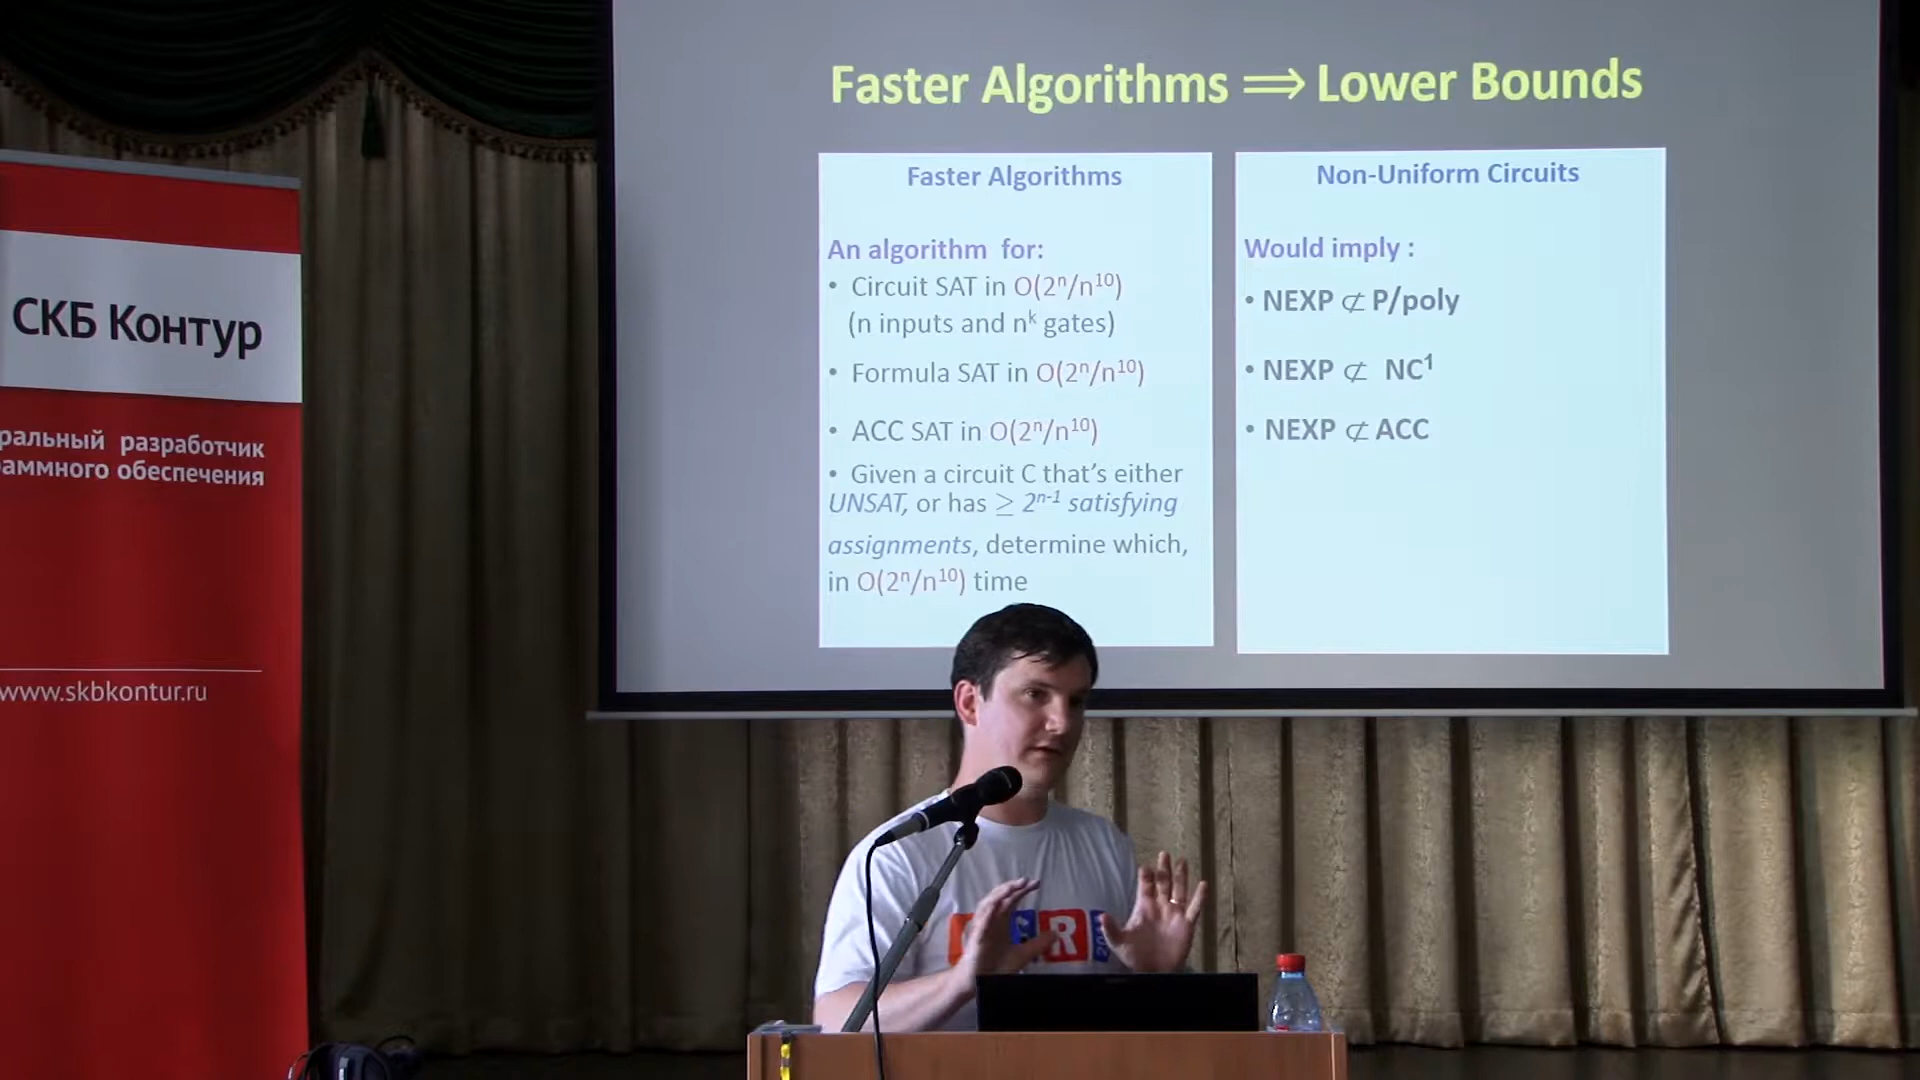 Faster Algorithms ⟹ Lower Bounds
Faster Algorithms
An algorithm for:
• Circuit SAT in O(2ⁿ/n¹⁰)
(n inputs and nᵏ gates)
• Formula SAT in O(2ⁿ/n¹⁰)
• ACC SAT in O(2ⁿ/n¹⁰)
• Given a circuit C that's either
UNSAT, or has ≥ 2ⁿ⁻¹ satisfying
assignments, determine which,
in O(2ⁿ/n¹⁰) time
Non-Uniform Circuits
Would imply :
• NEXP ⊄ P/poly
• NEXP ⊄ NC¹
• NEXP ⊄ ACC
СКБ Контур
ральный разработчик
раммного обеспечения
www.skbkontur.ru
R